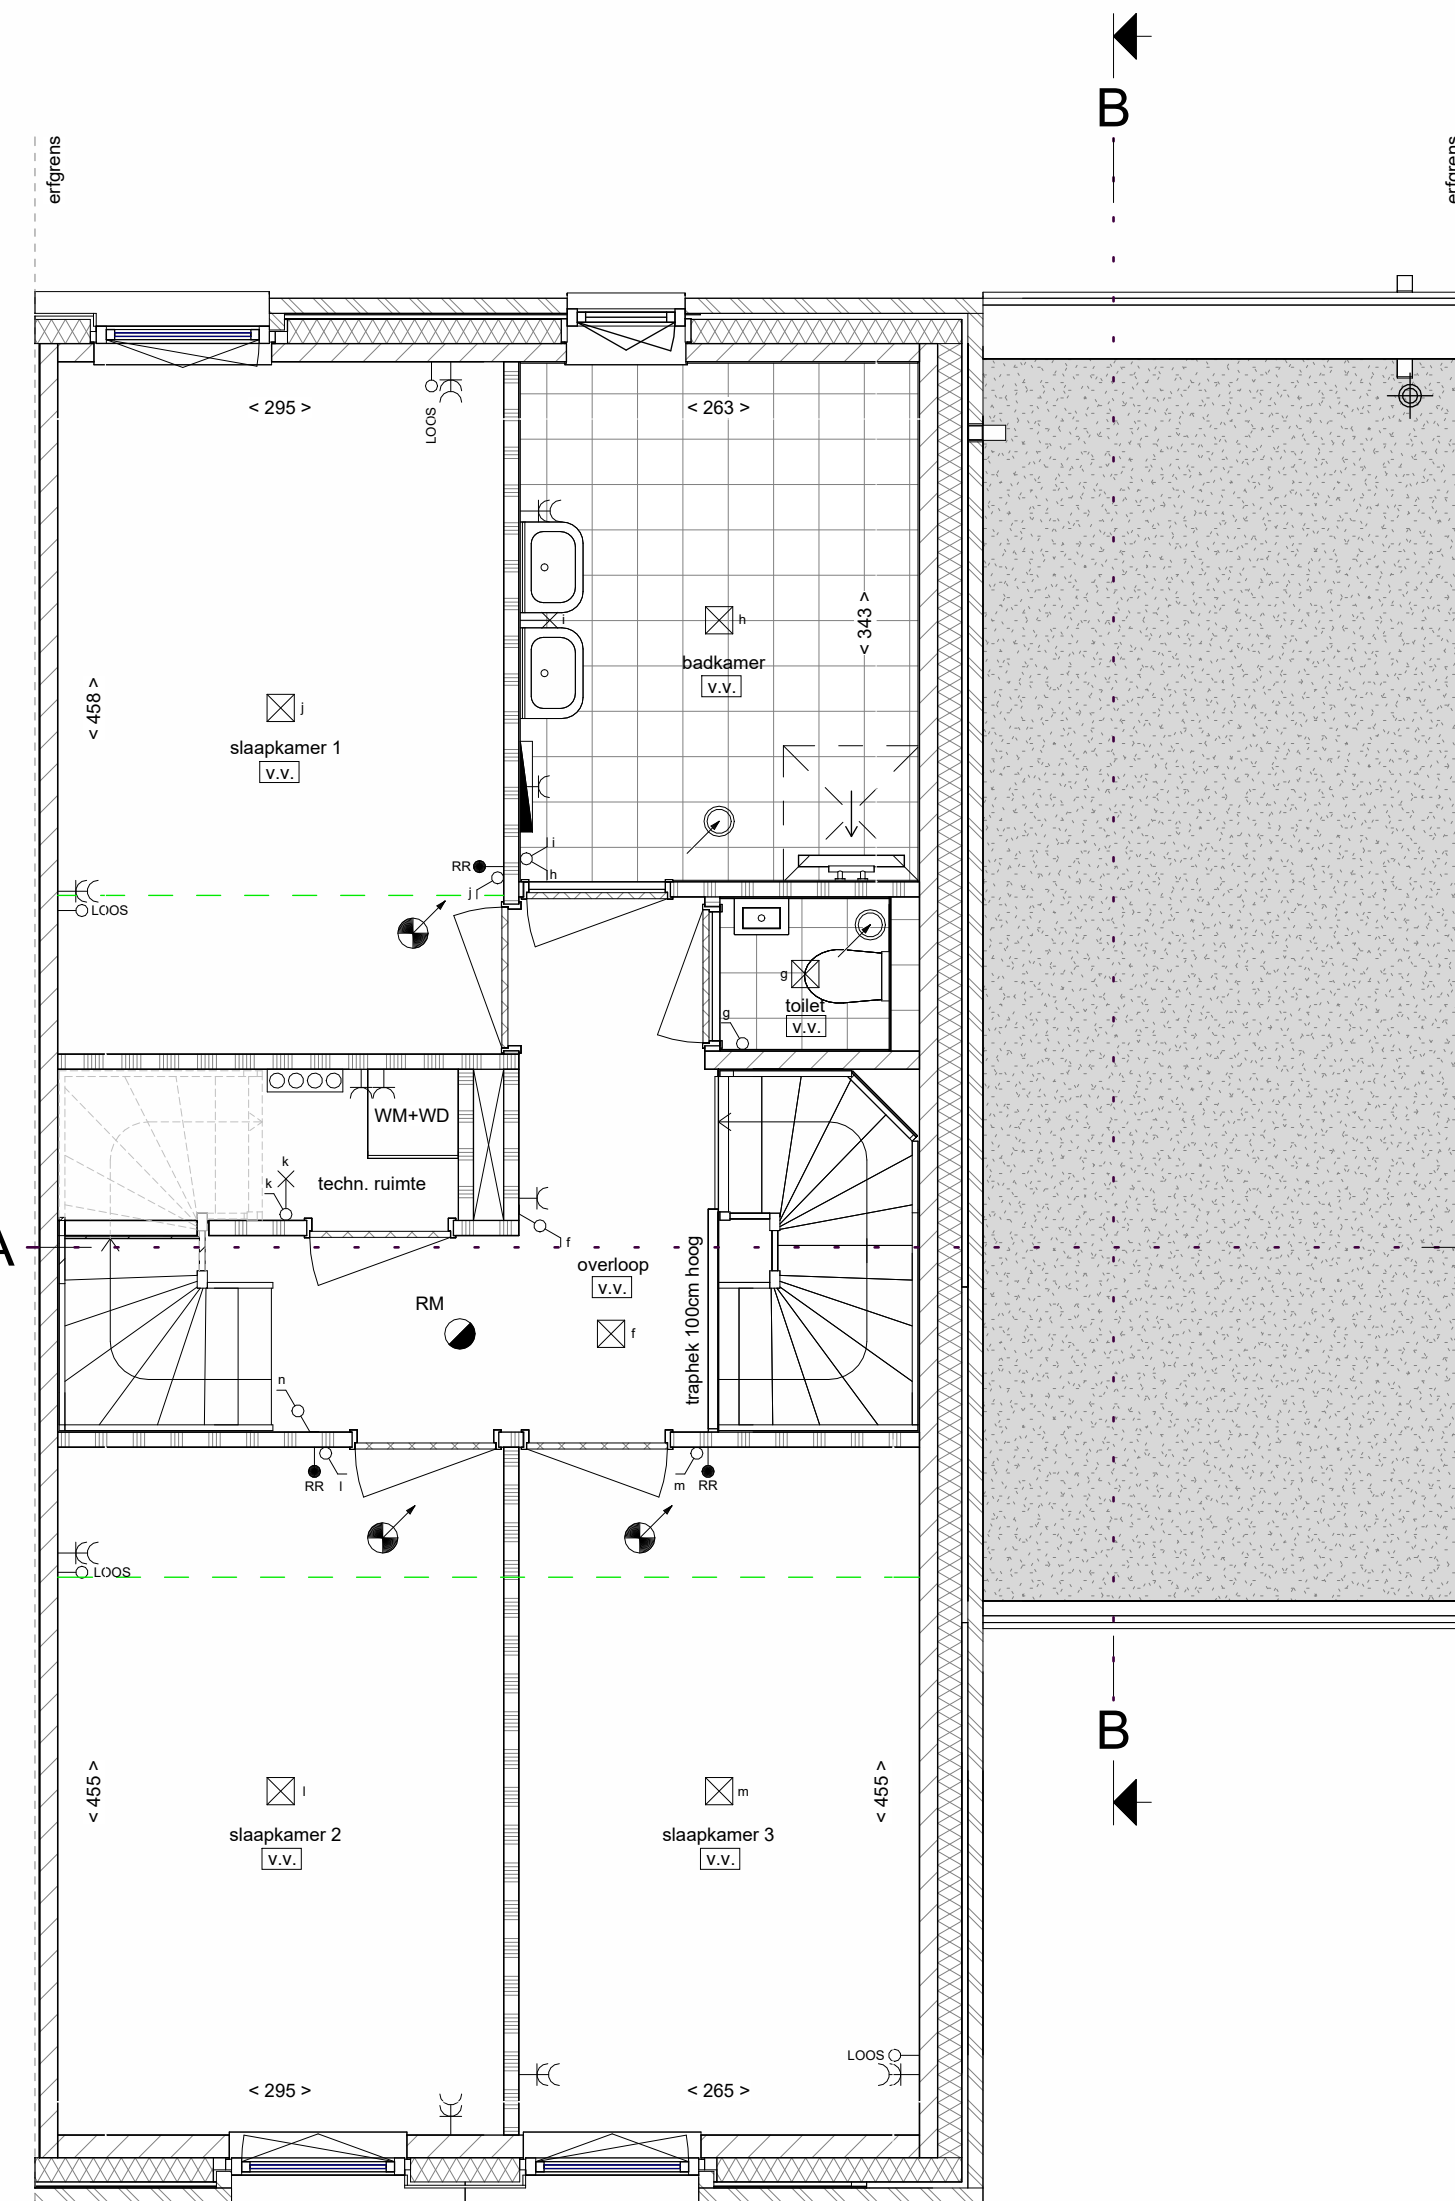 B
erfgrens
erfgrens
< 295 >
LOOS
< 263 >
i
h
< 343 >
badkamer
v.v.
< 458 >
j
slaapkamer 1
v.v.
i
h
RR
j
LOOS
g
toilet
v.v.
g
WM+WD
k
k
techn. ruimte
f
A
overloop
v.v.
traphek 100cm hoog
RM
f
n
RR
l
m
RR
LOOS
B
< 455 >
< 455 >
l
m
slaapkamer 2
v.v.
slaapkamer 3
v.v.
LOOS
< 295 >
< 265 >